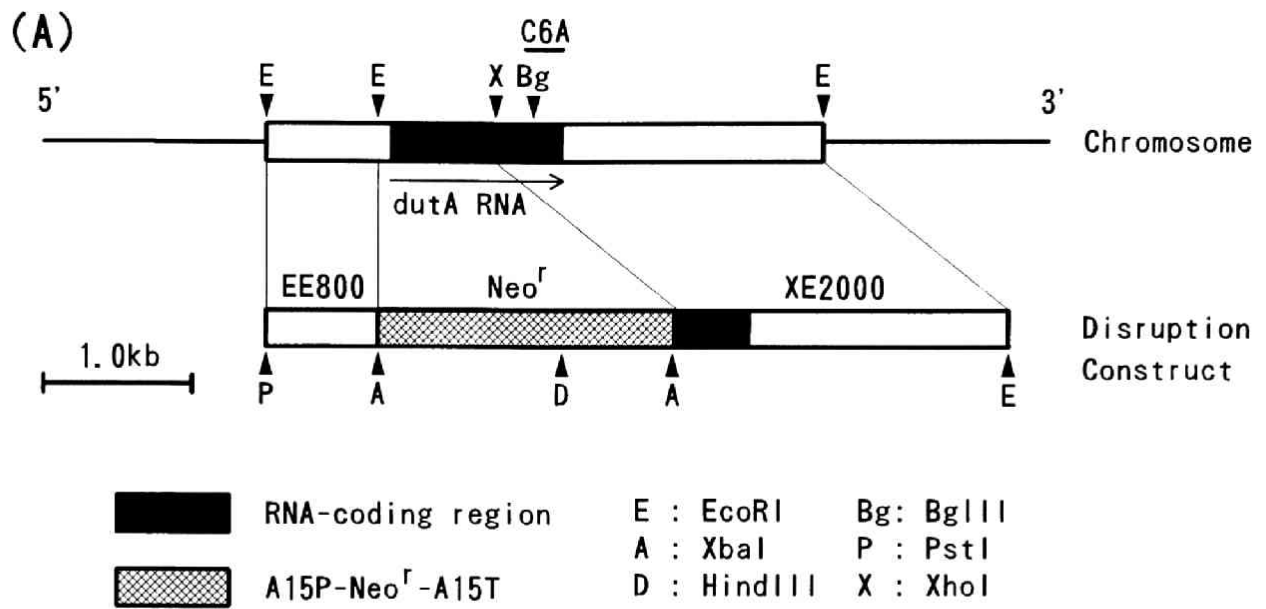 (A)
C6A
E E X Bg E
5' 3'
Chromosome
dutA RNA
EE800 Neo^r XE2000
Disruption
Construct
1.0kb
P A D A E
RNA-coding region
A15P-Neo^r-A15T
E : EcoRI Bg: BglII
A : XbaI P : PstI
D : HindIII X : XhoI